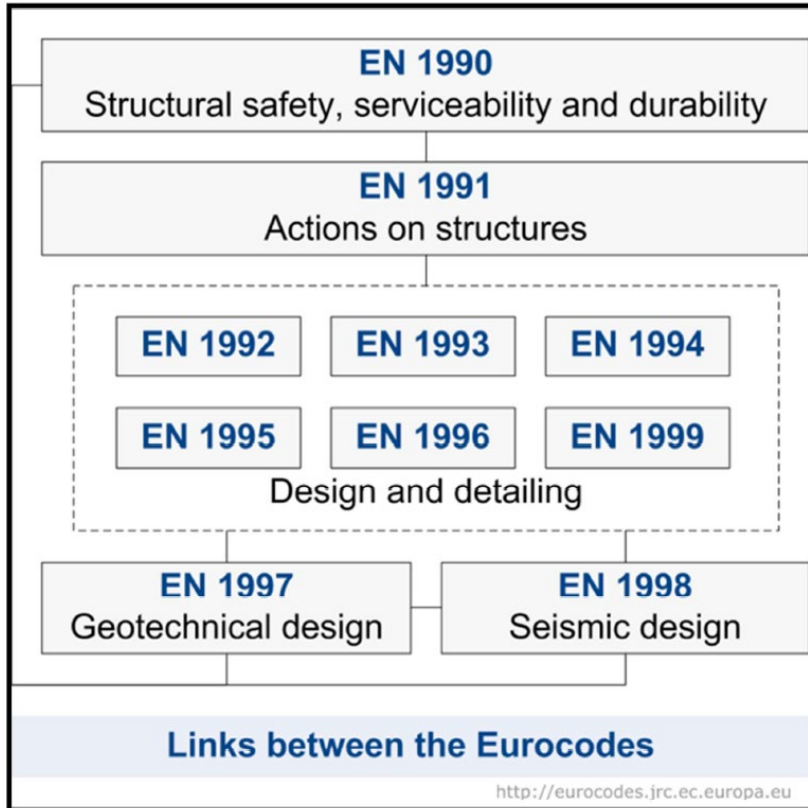 EN 1990
Structural safety, serviceability and durability
EN 1991
Actions on structures
EN 1992 EN 1993 EN 1994
EN 1995 EN 1996 EN 1999
Design and detailing
EN 1997
Geotechnical design
EN 1998
Seismic design
Links between the Eurocodes
http://eurocodes.jrc.ec.europa.eu